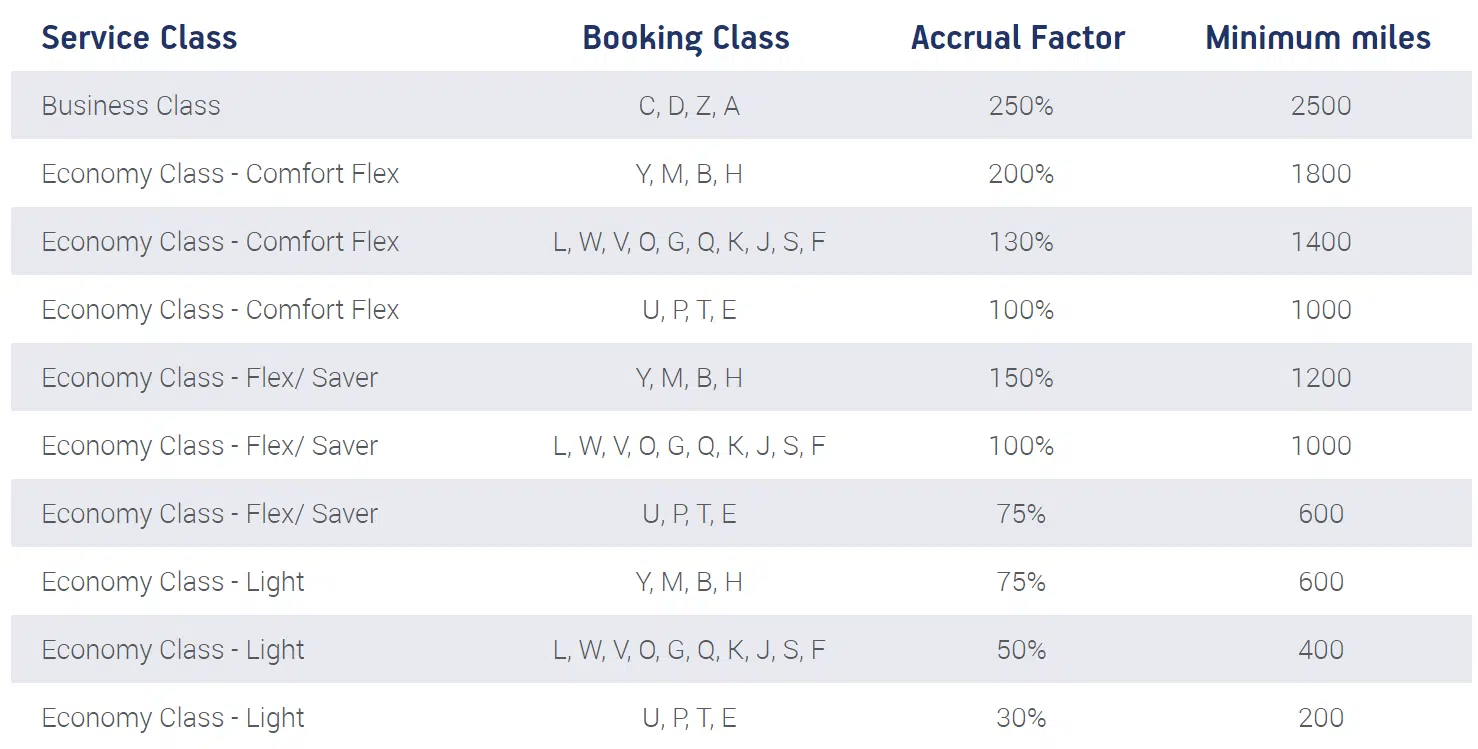 Service Class Booking Class Accrual Factor Minimum miles
Business Class C, D, Z, A 250% 2500
Economy Class - Comfort Flex Y, M, B, H 200% 1800
Economy Class - Comfort Flex L, W, V, O, G, Q, K, J, S, F 130% 1400
Economy Class - Comfort Flex U, P, T, E 100% 1000
Economy Class - Flex/ Saver Y, M, B, H 150% 1200
Economy Class - Flex/ Saver L, W, V, O, G, Q, K, J, S, F 100% 1000
Economy Class - Flex/ Saver U, P, T, E 75% 600
Economy Class - Light Y, M, B, H 75% 600
Economy Class - Light L, W, V, O, G, Q, K, J, S, F 50% 400
Economy Class - Light U, P, T, E 30% 200